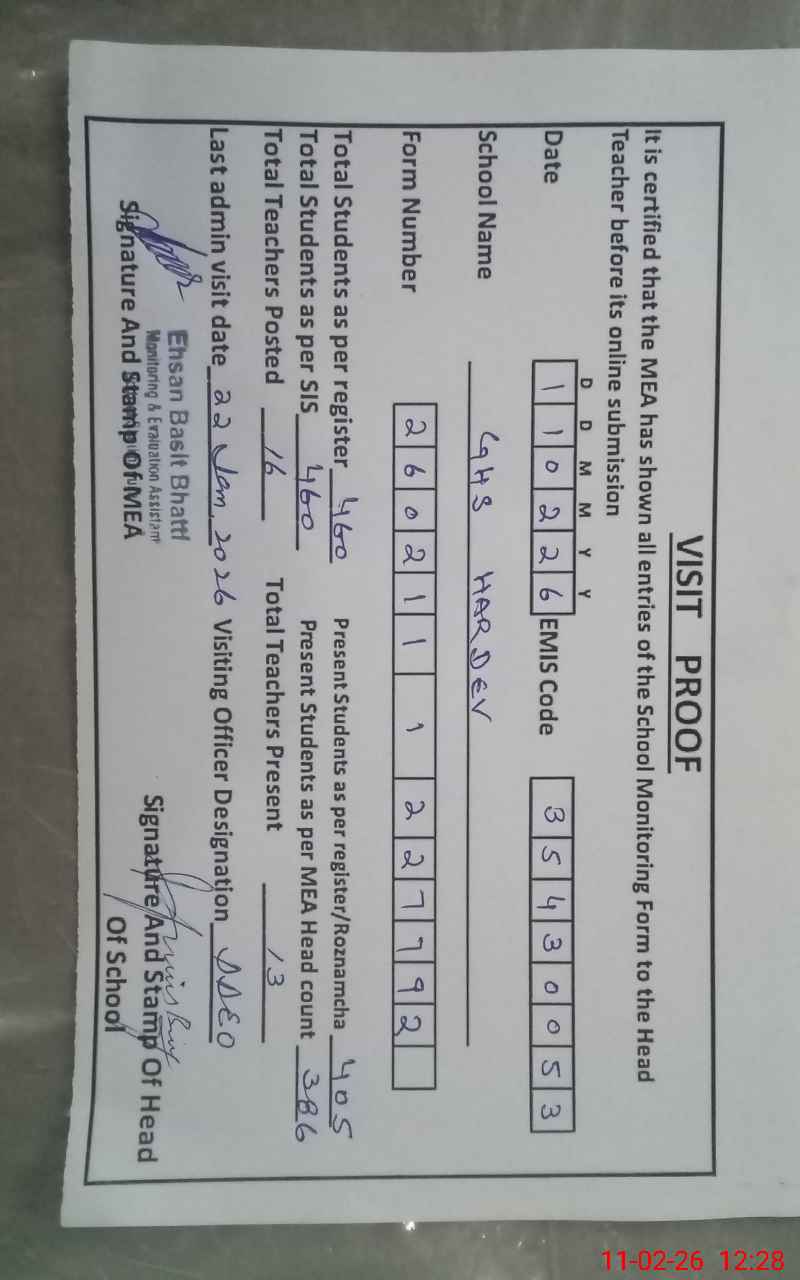 VISIT PROOF
It is certified that the MEA has shown all entries of the School Monitoring Form to the Head
Teacher before its online submission
D D M M Y Y
Date 1 1 0 2 2 6 EMIS Code 3 5 4 3 0 0 5 3
School Name GHS HARDEV
Form Number 2 6 0 2 1 1 1 2 2 7 7 9 2
Total Students as per register 460 Present Students as per register/Roznamcha 405
Total Students as per SIS 460 Present Students as per MEA Head count 386
Total Teachers Posted 16 Total Teachers Present 13
Last admin visit date 22 Jan, 2026 Visiting Officer Designation DDEO
Ehsan Basit Bhatti
Monitoring & Evaluation Assistant
Signature And Stamp Of MEA
Signature And Stamp Of Head
Of School
11-02-26 12:28